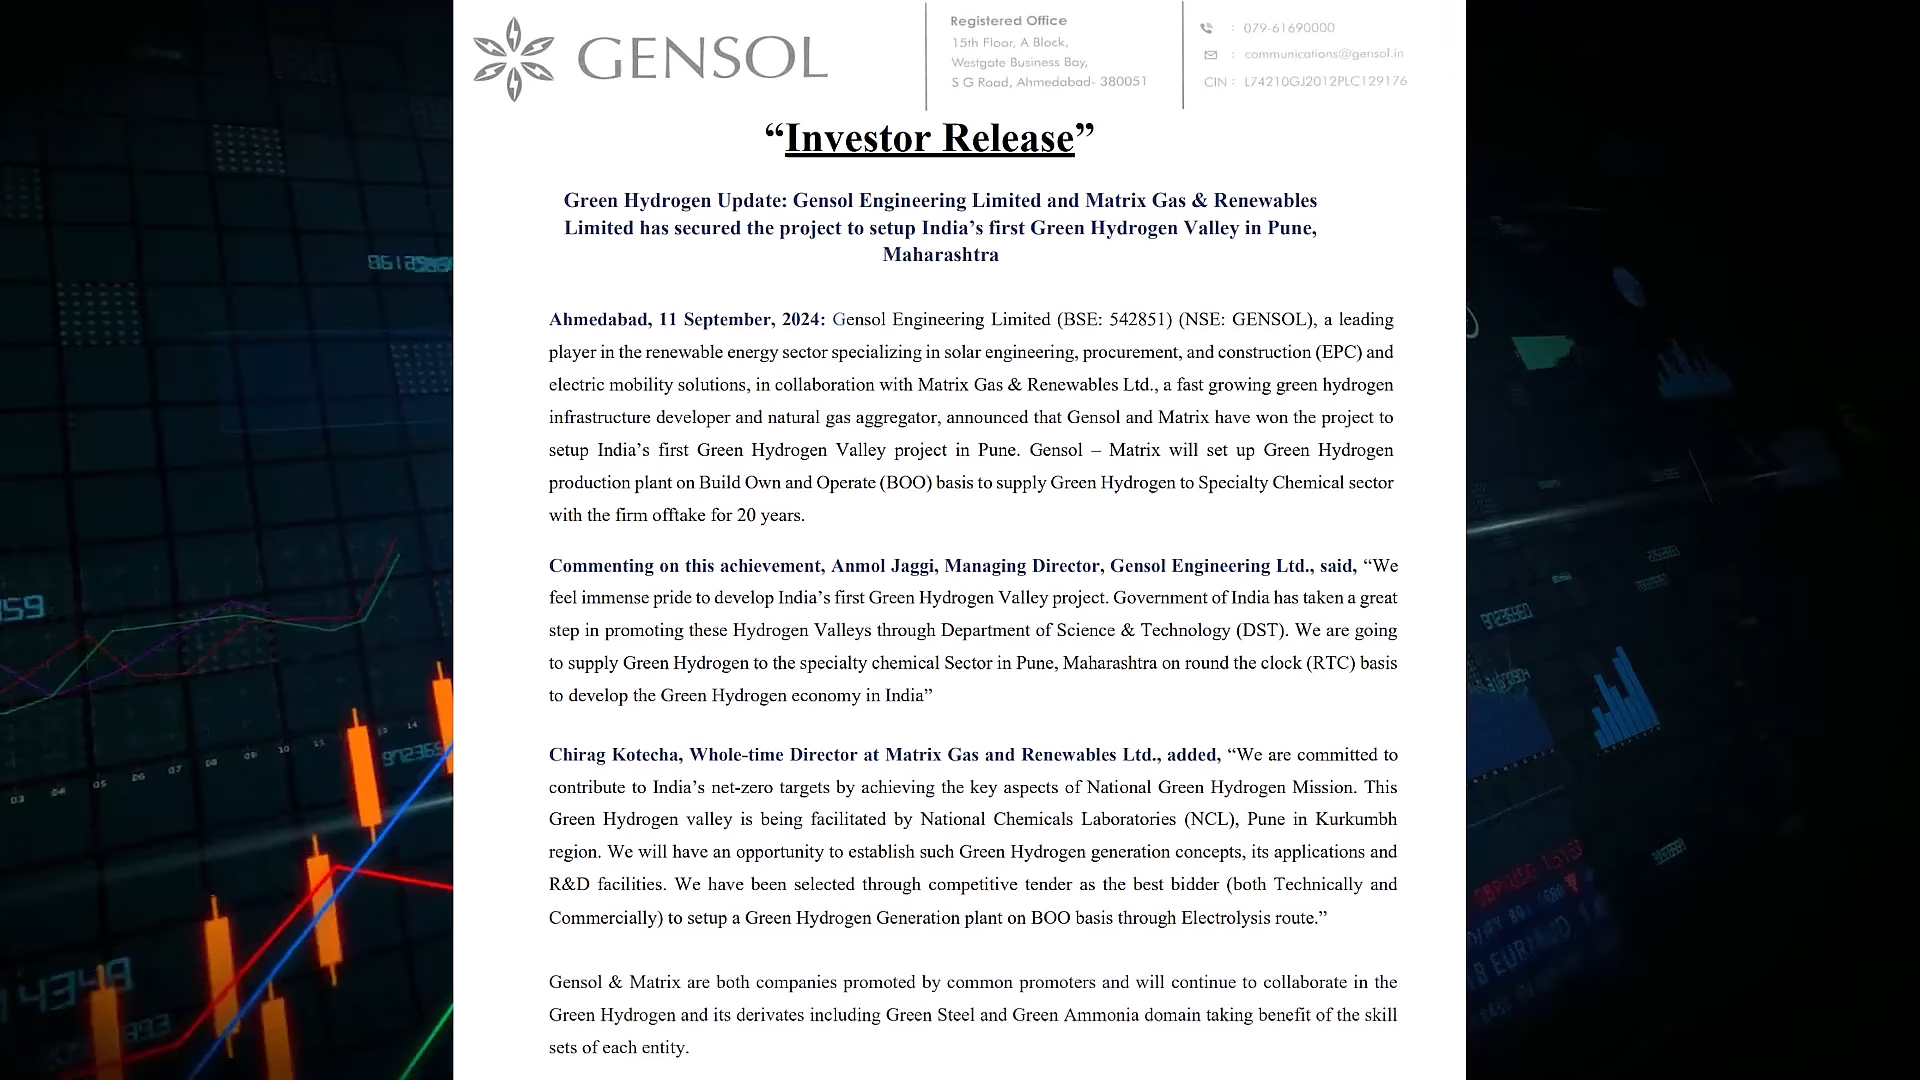 GENSOL
Registered Office
15th Floor, A Block,
Westgate Business Bay,
S G Road, Ahmedabad- 380051
: 079-61690000
: communications@gensol.in
CIN : L74210GJ2012PLC129176
“Investor Release”
Green Hydrogen Update: Gensol Engineering Limited and Matrix Gas & Renewables
Limited has secured the project to setup India’s first Green Hydrogen Valley in Pune,
Maharashtra
Ahmedabad, 11 September, 2024: Gensol Engineering Limited (BSE: 542851) (NSE: GENSOL), a leading
player in the renewable energy sector specializing in solar engineering, procurement, and construction (EPC) and
electric mobility solutions, in collaboration with Matrix Gas & Renewables Ltd., a fast growing green hydrogen
infrastructure developer and natural gas aggregator, announced that Gensol and Matrix have won the project to
setup India’s first Green Hydrogen Valley project in Pune. Gensol – Matrix will set up Green Hydrogen
production plant on Build Own and Operate (BOO) basis to supply Green Hydrogen to Specialty Chemical sector
with the firm offtake for 20 years.
Commenting on this achievement, Anmol Jaggi, Managing Director, Gensol Engineering Ltd., said, “We
feel immense pride to develop India’s first Green Hydrogen Valley project. Government of India has taken a great
step in promoting these Hydrogen Valleys through Department of Science & Technology (DST). We are going
to supply Green Hydrogen to the specialty chemical Sector in Pune, Maharashtra on round the clock (RTC) basis
to develop the Green Hydrogen economy in India”
Chirag Kotecha, Whole-time Director at Matrix Gas and Renewables Ltd., added, “We are committed to
contribute to India’s net-zero targets by achieving the key aspects of National Green Hydrogen Mission. This
Green Hydrogen valley is being facilitated by National Chemicals Laboratories (NCL), Pune in Kurkumbh
region. We will have an opportunity to establish such Green Hydrogen generation concepts, its applications and
R&D facilities. We have been selected through competitive tender as the best bidder (both Technically and
Commercially) to setup a Green Hydrogen Generation plant on BOO basis through Electrolysis route.”
Gensol & Matrix are both companies promoted by common promoters and will continue to collaborate in the
Green Hydrogen and its derivates including Green Steel and Green Ammonia domain taking benefit of the skill
sets of each entity.
359
03 04 05 06 07 08 09 10 11 12 14
14349